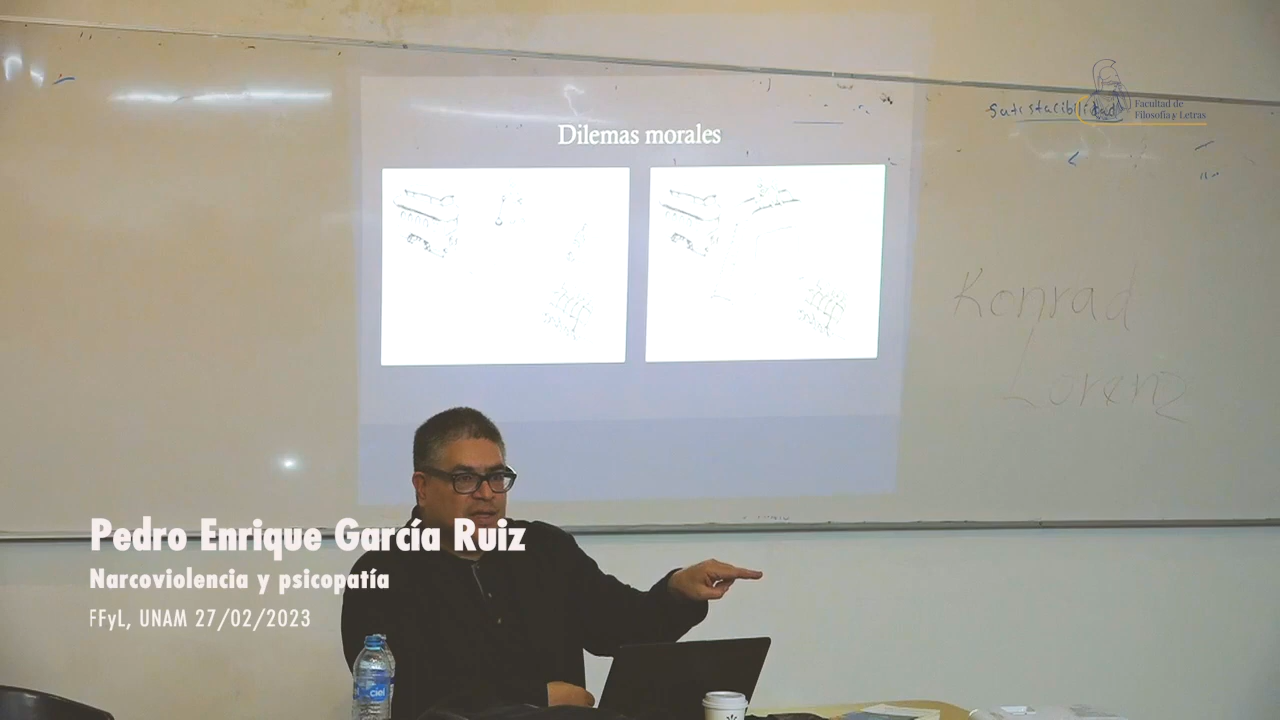 Dilemas morales
Facultad de
Filosofía y Letras
Konrad
Lorenz
Pedro Enrique García Ruiz
Narcoviolencia y psicopatía
FFyL, UNAM 27/02/2023
ciel